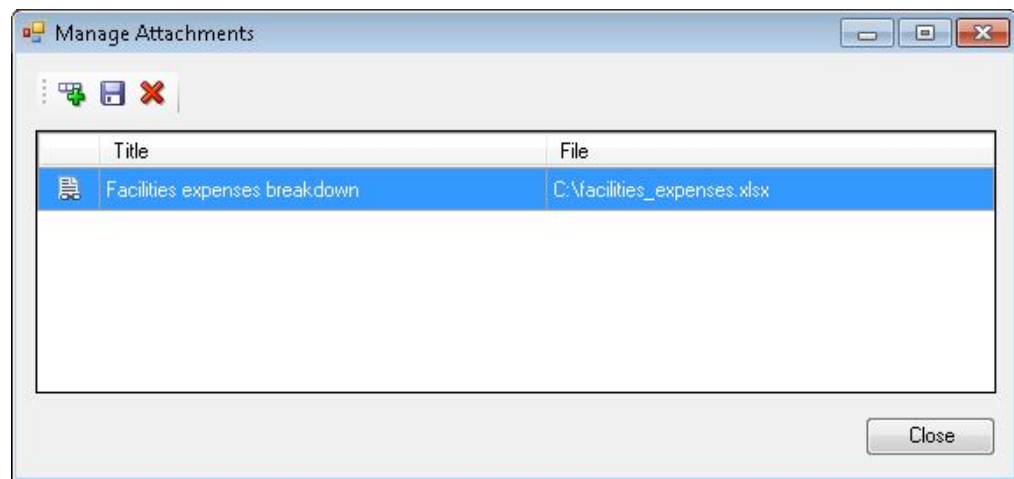 Manage Attachments
Title File
Facilities expenses breakdown C:\facilities_expenses.xlsx
Close